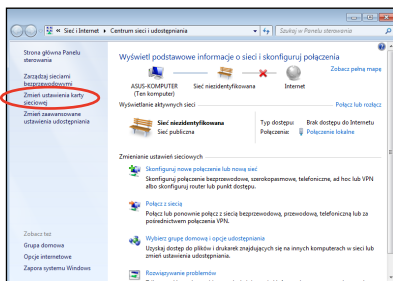 Sieć i Internet ▸ Centrum sieci i udostępniania
Szukaj w Panelu sterowania
Strona główna Panelu
sterowania
Zarządzaj sieciami
bezprzewodowymi
Zmień ustawienia karty
sieciowej
Zmień zaawansowane
ustawienia udostępniania
Zobacz też
Grupa domowa
Opcje internetowe
Zapora systemu Windows
Wyświetl podstawowe informacje o sieci i skonfiguruj
połączenia
Zobacz pełną mapę
ASUS-KOMPUTER Sieć niezidentyfikowana Internet
(Ten komputer)
Wyświetlanie aktywnych sieci Połącz lub rozłącz
Sieć niezidentyfikowana
Sieć publiczna
Typ dostępu: Brak dostępu do Internetu
Połączenia: Połączenie lokalne
Zmienianie ustawień sieciowych
Skonfiguruj nowe połączenie lub nową sieć
Skonfiguruj połączenie bezprzewodowe, szerokopasmowe, telefoniczne, ad hoc lub VPN
albo skonfiguruj router lub punkt dostępu.
Połącz z siecią
Połącz lub ponownie połącz z siecią bezprzewodową, przewodową, telefoniczną lub za
pośrednictwem połączenia VPN.
Wybierz grupę domową i opcje udostępniania
Uzyskaj dostęp do plików i drukarek znajdujących się na innych komputerach w sieci lub
zmień ustawienia udostępniania.
Rozwiązywanie problemów